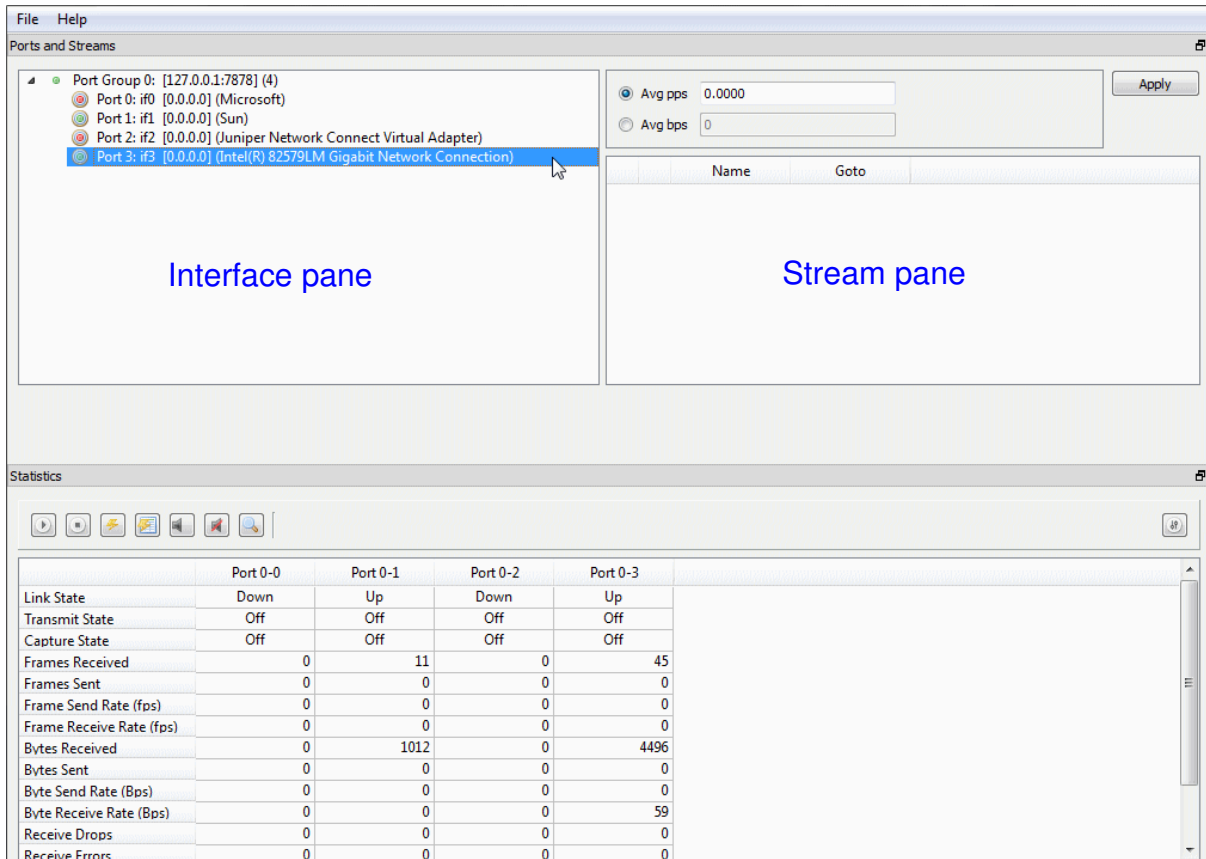 File Help
Ports and Streams
Port Group 0: [127.0.0.1:7878] (4)
Port 0: if0 [0.0.0.0] (Microsoft)
Port 1: if1 [0.0.0.0] (Sun)
Port 2: if2 [0.0.0.0] (Juniper Network Connect Virtual Adapter)
Port 3: if3 [0.0.0.0] (Intel(R) 82579LM Gigabit Network Connection)
Interface pane
Avg pps 0.0000
Avg bps 0
Apply
Name Goto
Stream pane
Statistics
Port 0-0 Port 0-1 Port 0-2 Port 0-3
Link State Down Up Down Up
Transmit State Off Off Off Off
Capture State Off Off Off Off
Frames Received 0 11 0 45
Frames Sent 0 0 0 0
Frame Send Rate (fps) 0 0 0 0
Frame Receive Rate (fps) 0 0 0 0
Bytes Received 0 1012 0 4496
Bytes Sent 0 0 0 0
Byte Send Rate (Bps) 0 0 0 0
Byte Receive Rate (Bps) 0 0 0 59
Receive Drops 0 0 0 0
Receive Errors 0 0 0 0